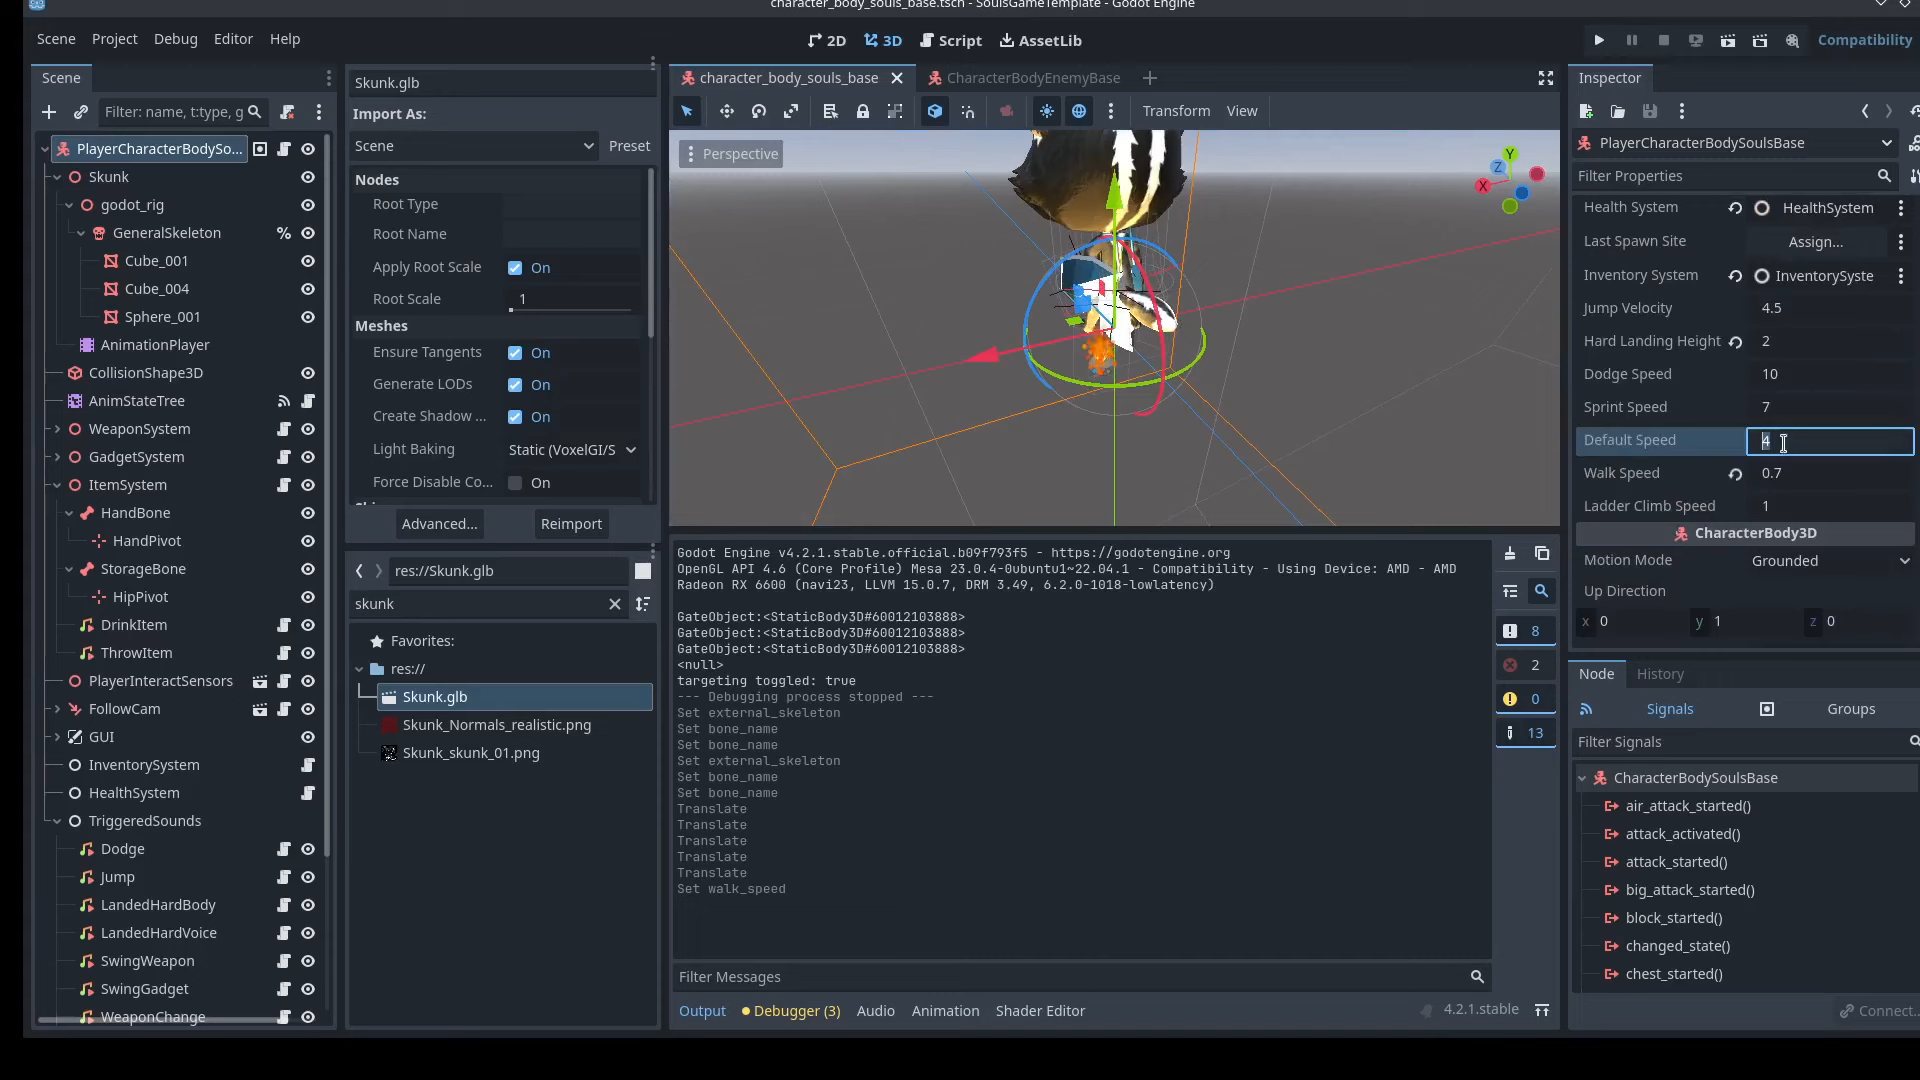 character_body_souls_base.tscn - SoulsGameTemplate - Godot Engine
Scene Project Debug Editor Help
2D 3D Script AssetLib
Compatibility
Scene
Filter: name, t:type, g
PlayerCharacterBodySo...
Skunk
godot_rig
GeneralSkeleton %
Cube_001
Cube_004
Sphere_001
AnimationPlayer
CollisionShape3D
AnimStateTree
WeaponSystem
GadgetSystem
ItemSystem
HandBone
HandPivot
StorageBone
HipPivot
DrinkItem
ThrowItem
PlayerInteractSensors
FollowCam
GUI
InventorySystem
HealthSystem
TriggeredSounds
Dodge
Jump
LandedHardBody
LandedHardVoice
SwingWeapon
SwingGadget
WeaponChange
Skunk.glb
Import As:
Scene Preset
Nodes
Root Type
Root Name
Apply Root Scale On
Root Scale 1
Meshes
Ensure Tangents On
Generate LODs On
Create Shadow ... On
Light Baking Static (VoxelGI/S
Force Disable Co... On
Advanced... Reimport
res://Skunk.glb
skunk
Favorites:
res://
Skunk.glb
Skunk_Normals_realistic.png
Skunk_skunk_01.png
character_body_souls_base CharacterBodyEnemyBase
Transform View
Perspective
Y
Z
X
Godot Engine v4.2.1.stable.official.b09f793f5 - https://godotengine.org
OpenGL API 4.6 (Core Profile) Mesa 23.0.4-0ubuntu1~22.04.1 - Compatibility - Using Device: AMD - AMD
Radeon RX 6600 (navi23, LLVM 15.0.7, DRM 3.49, 6.2.0-1018-lowlatency)
GateObject:<StaticBody3D#60012103888>
GateObject:<StaticBody3D#60012103888>
GateObject:<StaticBody3D#60012103888>
<null>
targeting toggled: true
--- Debugging process stopped ---
Set external_skeleton
Set bone_name
Set bone_name
Set external_skeleton
Set bone_name
Set bone_name
Translate
Translate
Translate
Translate
Translate
Set walk_speed
8
2
0
13
Filter Messages
Output Debugger (3) Audio Animation Shader Editor 4.2.1.stable
Inspector
PlayerCharacterBodySoulsBase
Filter Properties
Health System HealthSystem
Last Spawn Site Assign...
Inventory System InventorySyste
Jump Velocity 4.5
Hard Landing Height 2
Dodge Speed 10
Sprint Speed 7
Default Speed 4
Walk Speed 0.7
Ladder Climb Speed 1
CharacterBody3D
Motion Mode Grounded
Up Direction
x 0 y 1 z 0
Node History
Signals Groups
Filter Signals
CharacterBodySoulsBase
air_attack_started()
attack_activated()
attack_started()
big_attack_started()
block_started()
changed_state()
chest_started()
Connect...